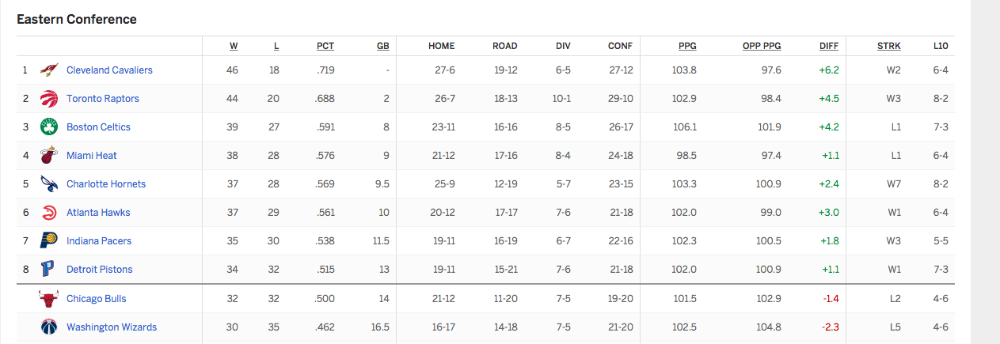 Eastern Conference
W L PCT GB HOME ROAD DIV CONF PPG OPP PPG DIFF STRK L10
1 Cleveland Cavaliers 46 18 .719 - 27-6 19-12 6-5 27-12 103.8 97.6 +6.2 W2 6-4
2 Toronto Raptors 44 20 .688 2 26-7 18-13 10-1 29-10 102.9 98.4 +4.5 W3 8-2
3 Boston Celtics 39 27 .591 8 23-11 16-16 8-5 26-17 106.1 101.9 +4.2 L1 7-3
4 Miami Heat 38 28 .576 9 21-12 17-16 8-4 24-18 98.5 97.4 +1.1 L1 6-4
5 Charlotte Hornets 37 28 .569 9.5 25-9 12-19 5-7 23-15 103.3 100.9 +2.4 W7 8-2
6 Atlanta Hawks 37 29 .561 10 20-12 17-17 7-6 21-18 102.0 99.0 +3.0 W1 6-4
7 Indiana Pacers 35 30 .538 11.5 19-11 16-19 6-7 22-16 102.3 100.5 +1.8 W3 5-5
8 Detroit Pistons 34 32 .515 13 19-11 15-21 7-6 21-18 102.0 100.9 +1.1 W1 7-3
Chicago Bulls 32 32 .500 14 21-12 11-20 7-5 19-20 101.5 102.9 -1.4 L2 4-6
Washington Wizards 30 35 .462 16.5 16-17 14-18 7-5 21-20 102.5 104.8 -2.3 L5 4-6